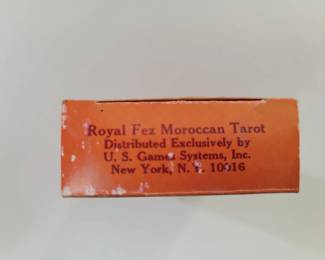 Royal Fez Moroccan Tarot
Distributed Exclusively by
U. S. Games Systems, Inc.
New York, N. Y. 10016